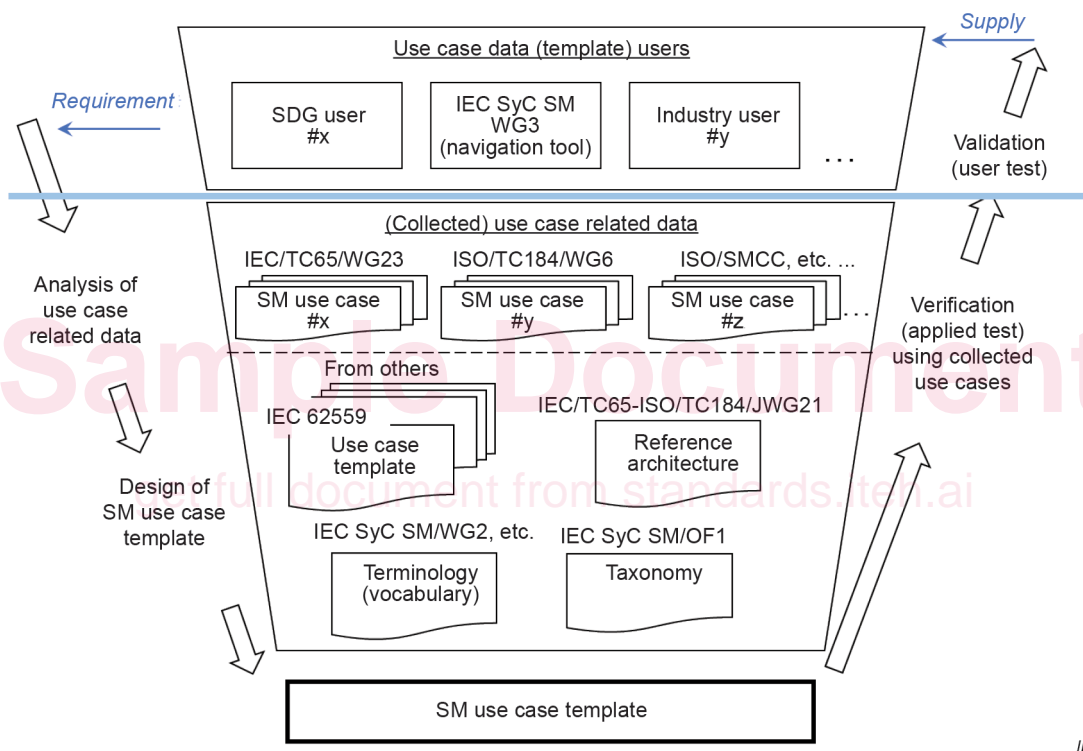 Supply
Use case data (template) users
Requirement
SDG user
#x
IEC SyC SM
WG3
(navigation tool)
Industry user
#y
...
Validation
(user test)
(Collected) use case related data
IEC/TC65/WG23
ISO/TC184/WG6
ISO/SMCC, etc. ...
SM use case
#x
SM use case
#y
SM use case
#z
...
Analysis of
use case
related data
Verification
(applied test)
using collected
use cases
Sample Document
From others
IEC 62559
Use case
template
IEC/TC65-ISO/TC184/JWG21
Reference
architecture
get full document from standards.iteh.ai
Design of
SM use case
template
IEC SyC SM/WG2, etc.
Terminology
(vocabulary)
IEC SyC SM/OF1
Taxonomy
SM use case template